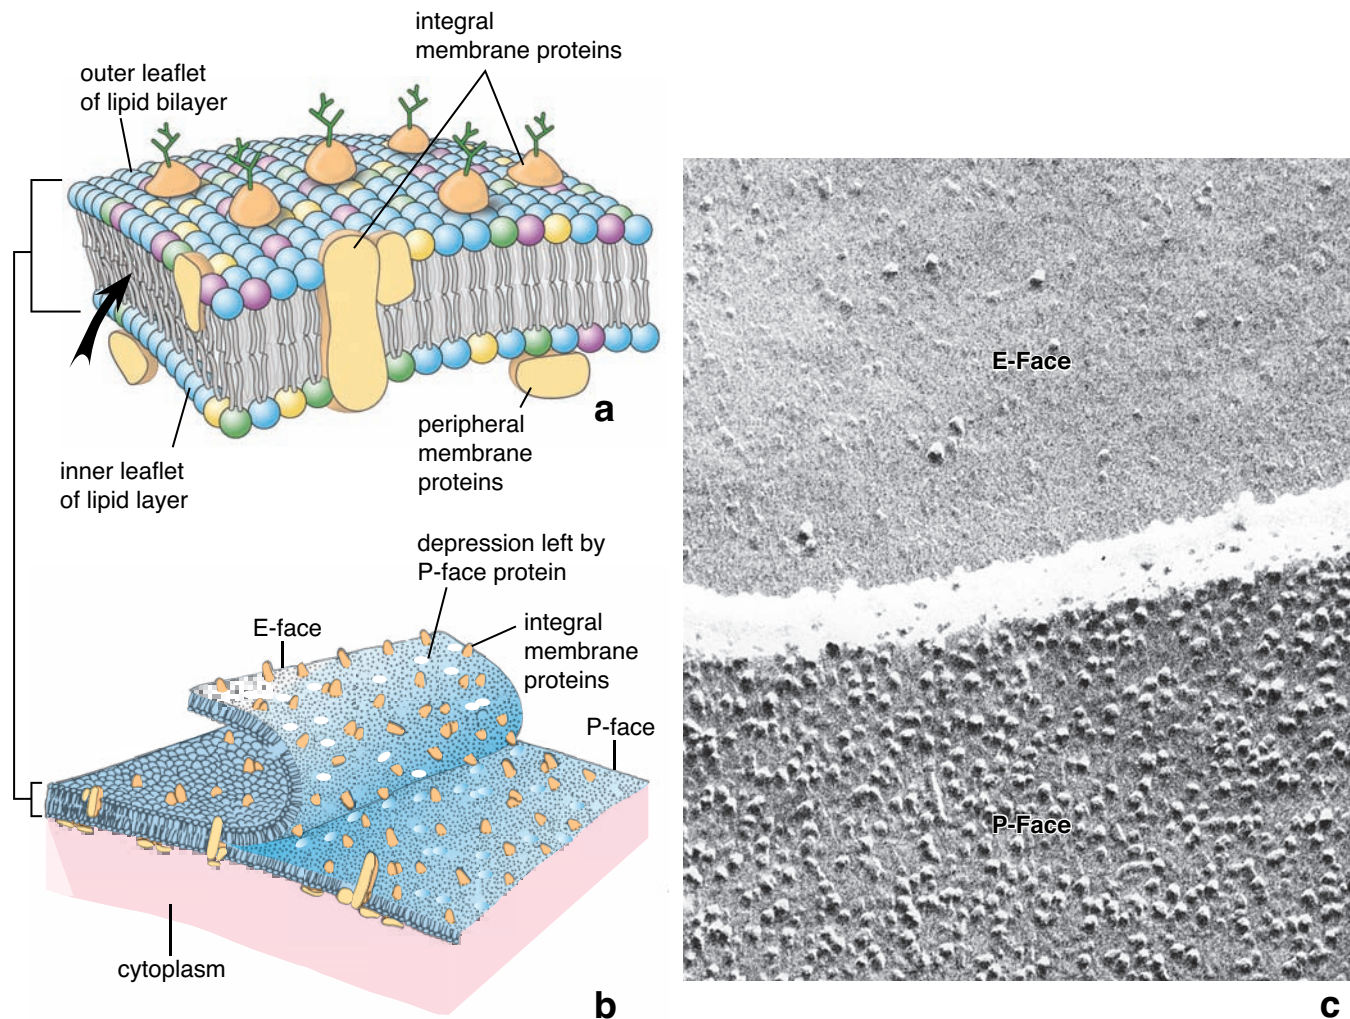 integral
membrane proteins
outer leaflet
of lipid bilayer
a
peripheral
membrane
proteins
inner leaflet
of lipid layer
depression left by
P-face protein
E-face
integral
membrane
proteins
P-face
cytoplasm
b
E-Face
P-Face
c